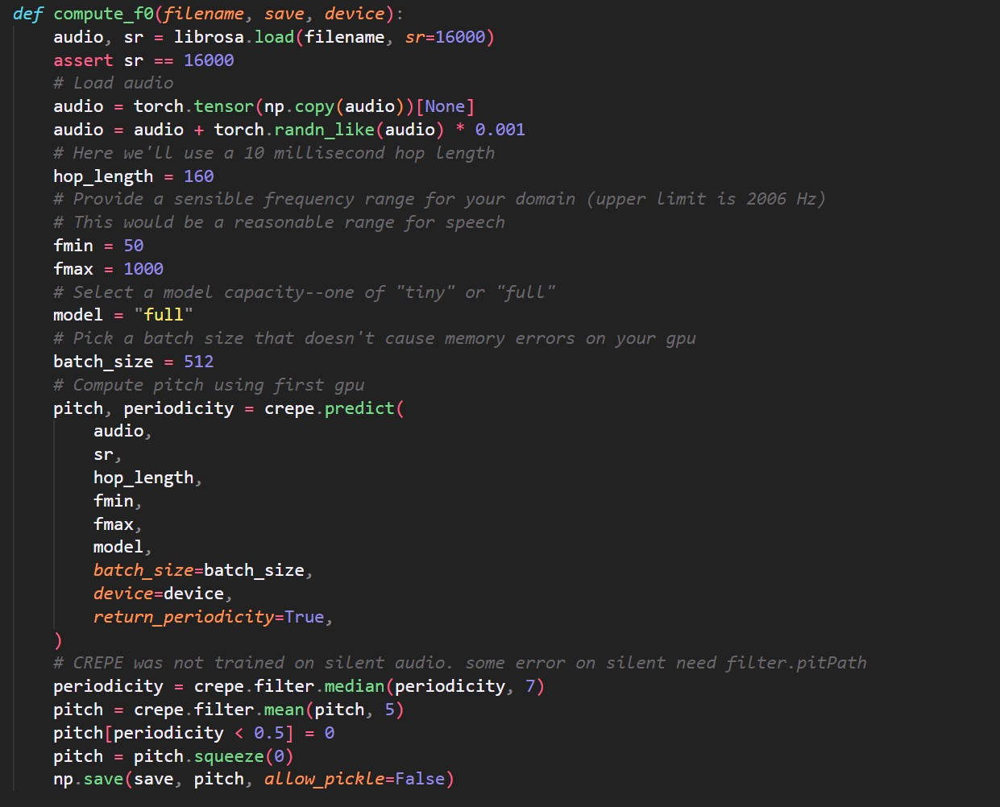 def compute_f0(filename, save, device):
    audio, sr = librosa.load(filename, sr=16000)
    assert sr == 16000
    # Load audio
    audio = torch.tensor(np.copy(audio))[None]
    audio = audio + torch.randn_like(audio) * 0.001
    # Here we'll use a 10 millisecond hop length
    hop_length = 160
    # Provide a sensible frequency range for your domain (upper limit is 2006 Hz)
    # This would be a reasonable range for speech
    fmin = 50
    fmax = 1000
    # Select a model capacity--one of "tiny" or "full"
    model = "full"
    # Pick a batch size that doesn't cause memory errors on your gpu
    batch_size = 512
    # Compute pitch using first gpu
    pitch, periodicity = crepe.predict(
        audio,
        sr,
        hop_length,
        fmin,
        fmax,
        model,
        batch_size=batch_size,
        device=device,
        return_periodicity=True,
    )
    # CREPE was not trained on silent audio. some error on silent need filter.pitPath
    periodicity = crepe.filter.median(periodicity, 7)
    pitch = crepe.filter.mean(pitch, 5)
    pitch[periodicity < 0.5] = 0
    pitch = pitch.squeeze(0)
    np.save(save, pitch, allow_pickle=False)